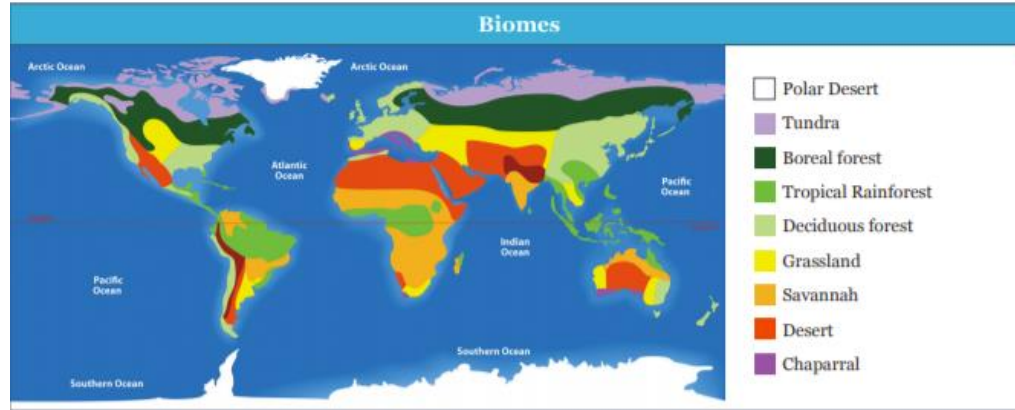 Biomes
Arctic Ocean
Arctic Ocean
Atlantic
Ocean
Pacific
Ocean
Indian
Ocean
Pacific
Ocean
Southern Ocean
Southern Ocean
Polar Desert
Tundra
Boreal forest
Tropical Rainforest
Deciduous forest
Grassland
Savannah
Desert
Chaparral